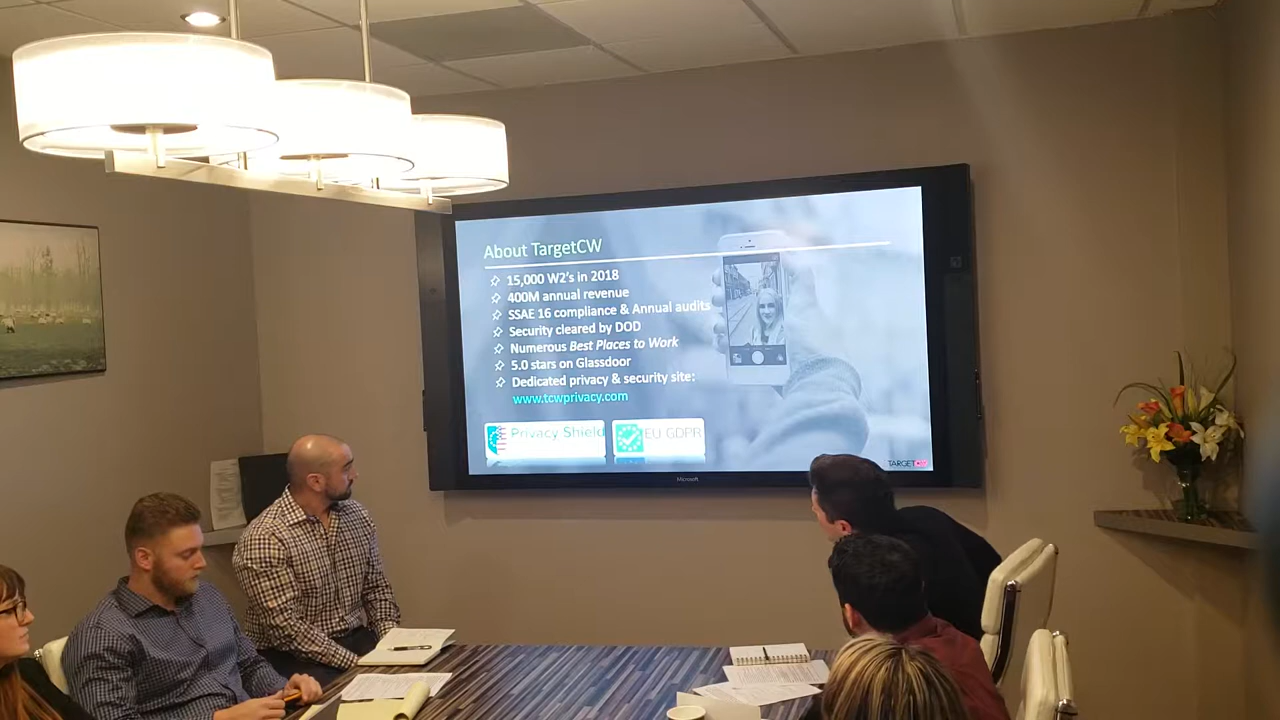 About TargetCW
15,000 W2's in 2018
400M annual revenue
SSAE 16 compliance & Annual audits
Security cleared by DOD
Numerous Best Places to Work
5.0 stars on Glassdoor
Dedicated privacy & security site:
www.tcwprivacy.com
Privacy Shield
EU GDPR
TARGETCW
Microsoft